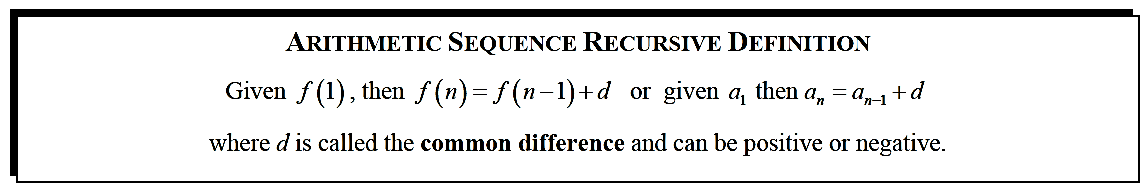 ARITHMETIC SEQUENCE RECURSIVE DEFINITION
Given f(1), then f(n)=f(n−1)+d or given a₁ then aₙ = aₙ₋₁ + d
where d is called the common difference and can be positive or negative.